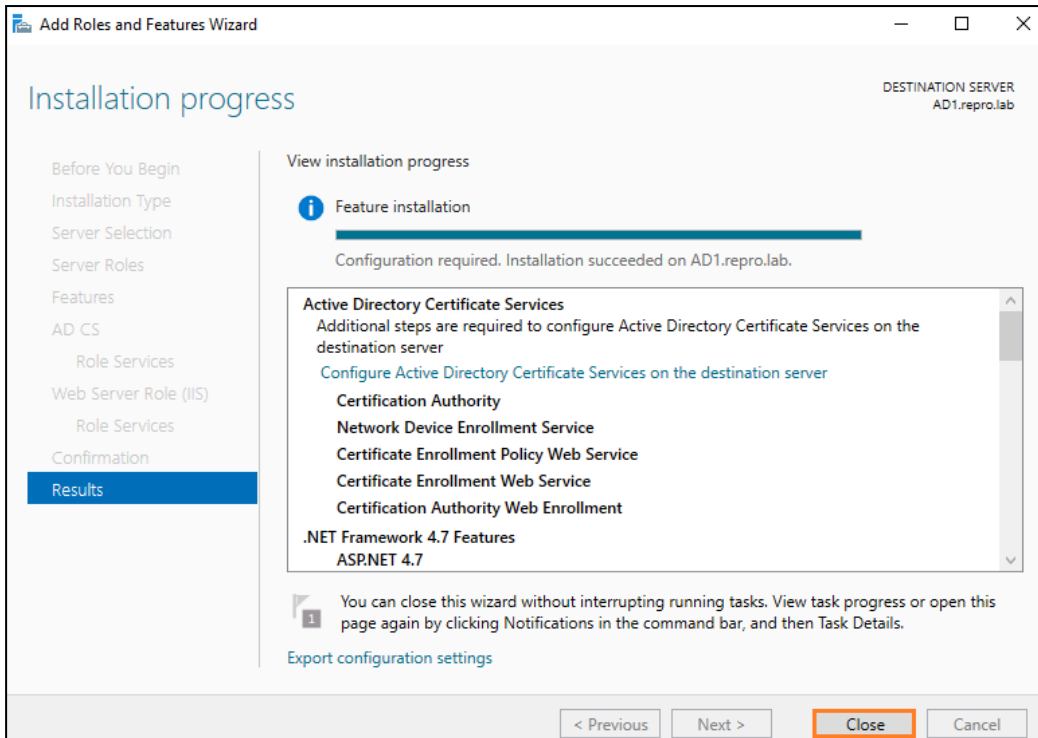 Add Roles and Features Wizard
Installation progress
DESTINATION SERVER
AD1.repro.lab
Before You Begin
Installation Type
Server Selection
Server Roles
Features
AD CS
Role Services
Web Server Role (IIS)
Role Services
Confirmation
Results
View installation progress
Feature installation
Configuration required. Installation succeeded on AD1.repro.lab.
Active Directory Certificate Services
Additional steps are required to configure Active Directory Certificate Services on the
destination server
Configure Active Directory Certificate Services on the destination server
Certification Authority
Network Device Enrollment Service
Certificate Enrollment Policy Web Service
Certificate Enrollment Web Service
Certification Authority Web Enrollment
.NET Framework 4.7 Features
ASP.NET 4.7
1
You can close this wizard without interrupting running tasks. View task progress or open this
page again by clicking Notifications in the command bar, and then Task Details.
Export configuration settings
< Previous
Next >
Close
Cancel